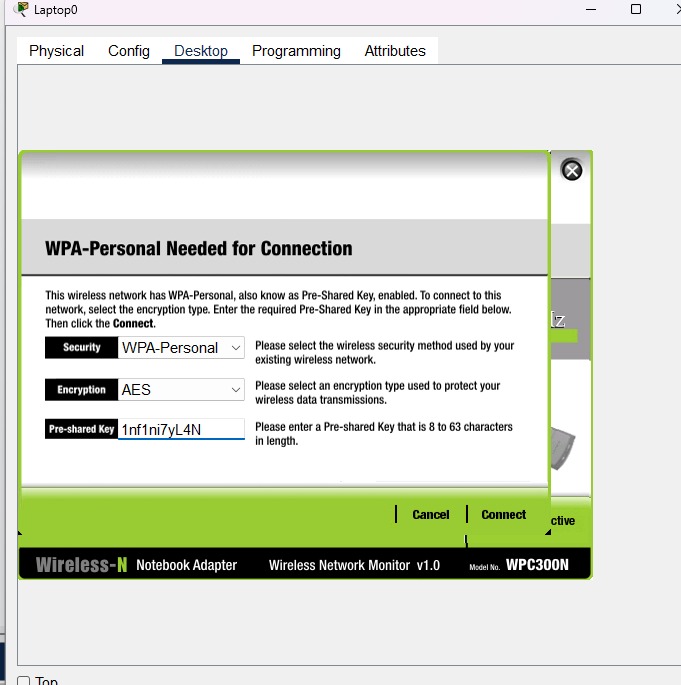 Laptop0
Physical Config Desktop Programming Attributes
WPA-Personal Needed for Connection
This wireless network has WPA-Personal, also know as Pre-Shared Key, enabled. To connect to this
network, select the encryption type. Enter the required Pre-Shared Key in the appropriate field below.
Then click the Connect.
Security WPA-Personal
Please select the wireless security method used by your
existing wireless network.
Encryption AES
Please select an encryption type used to protect your
wireless data transmissions.
Pre-shared Key 1nf1ni7yL4N
Please enter a Pre-shared Key that is 8 to 63 characters
in length.
Cancel Connect
Wireless-N Notebook Adapter Wireless Network Monitor v1.0 Model No. WPC300N
Top